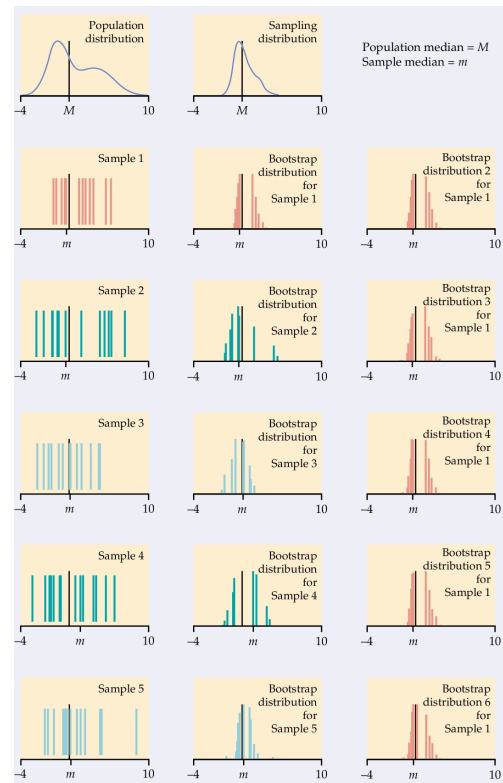 Population
distribution
−4
M
10
Sampling
distribution
−4
M
10
Population median = M
Sample median = m
Sample 1
−4
m
10
Bootstrap
distribution
for
Sample 1
−4
m
10
Bootstrap
distribution 2
for
Sample 1
−4
m
10
Sample 2
−4
m
10
Bootstrap
distribution
for
Sample 2
−4
m
10
Bootstrap
distribution 3
for
Sample 1
−4
m
10
Sample 3
−4
m
10
Bootstrap
distribution
for
Sample 3
−4
m
10
Bootstrap
distribution 4
for
Sample 1
−4
m
10
Sample 4
−4
m
10
Bootstrap
distribution
for
Sample 4
−4
m
10
Bootstrap
distribution 5
for
Sample 1
−4
m
10
Sample 5
−4
m
10
Bootstrap
distribution
for
Sample 5
−4
m
10
Bootstrap
distribution 6
for
Sample 1
−4
m
10